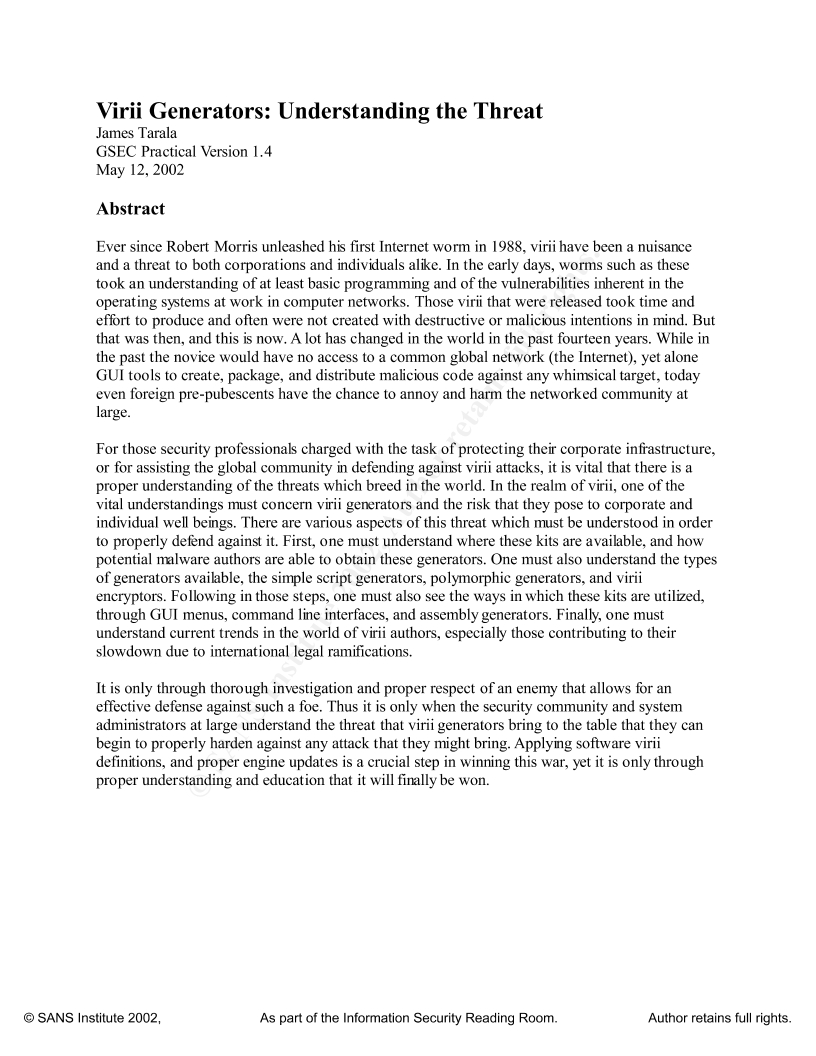 Virii Generators: Understanding the Threat
James Tarala
GSEC Practical Version 1.4
May 12, 2002
Abstract
Ever since Robert Morris unleashed his first Internet worm in 1988, virii have been a nuisance
and a threat to both corporations and individuals alike. In the early days, worms such as these
took an understanding of at least basic programming and of the vulnerabilities inherent in the
operating systems at work in computer networks. Those virii that were released took time and
effort to produce and often were not created with destructive or malicious intentions in mind. But
that was then, and this is now. A lot has changed in the world in the past fourteen years. While in
the past the novice would have no access to a common global network (the Internet), yet alone
GUI tools to create, package, and distribute malicious code against any whimsical target, today
even foreign pre-pubescents have the chance to annoy and harm the networked community at
large.
For those security professionals charged with the task of protecting their corporate infrastructure,
or for assisting the global community in defending against virii attacks, it is vital that there is a
proper understanding of the threats which breed in the world. In the realm of virii, one of the
vital understandings must concern virii generators and the risk that they pose to corporate and
individual well beings. There are various aspects of this threat which must be understood in order
to properly defend against it. First, one must understand where these kits are available, and how
potential malware authors are able to obtain these generators. One must also understand the types
of generators available, the simple script generators, polymorphic generators, and virii
encryptors. Following in those steps, one must also see the ways in which these kits are utilized,
through GUI menus, command line interfaces, and assembly generators. Finally, one must
understand current trends in the world of virii authors, especially those contributing to their
slowdown due to international legal ramifications.
It is only through thorough investigation and proper respect of an enemy that allows for an
effective defense against such a foe. Thus it is only when the security community and system
administrators at large understand the threat that virii generators bring to the table that they can
begin to properly harden against any attack that they might bring. Applying software virii
definitions, and proper engine updates is a crucial step in winning this war, yet it is only through
proper understanding and education that it will finally be won.
© SANS Institute 2002, As part of the Information Security Reading Room. Author retains full rights.